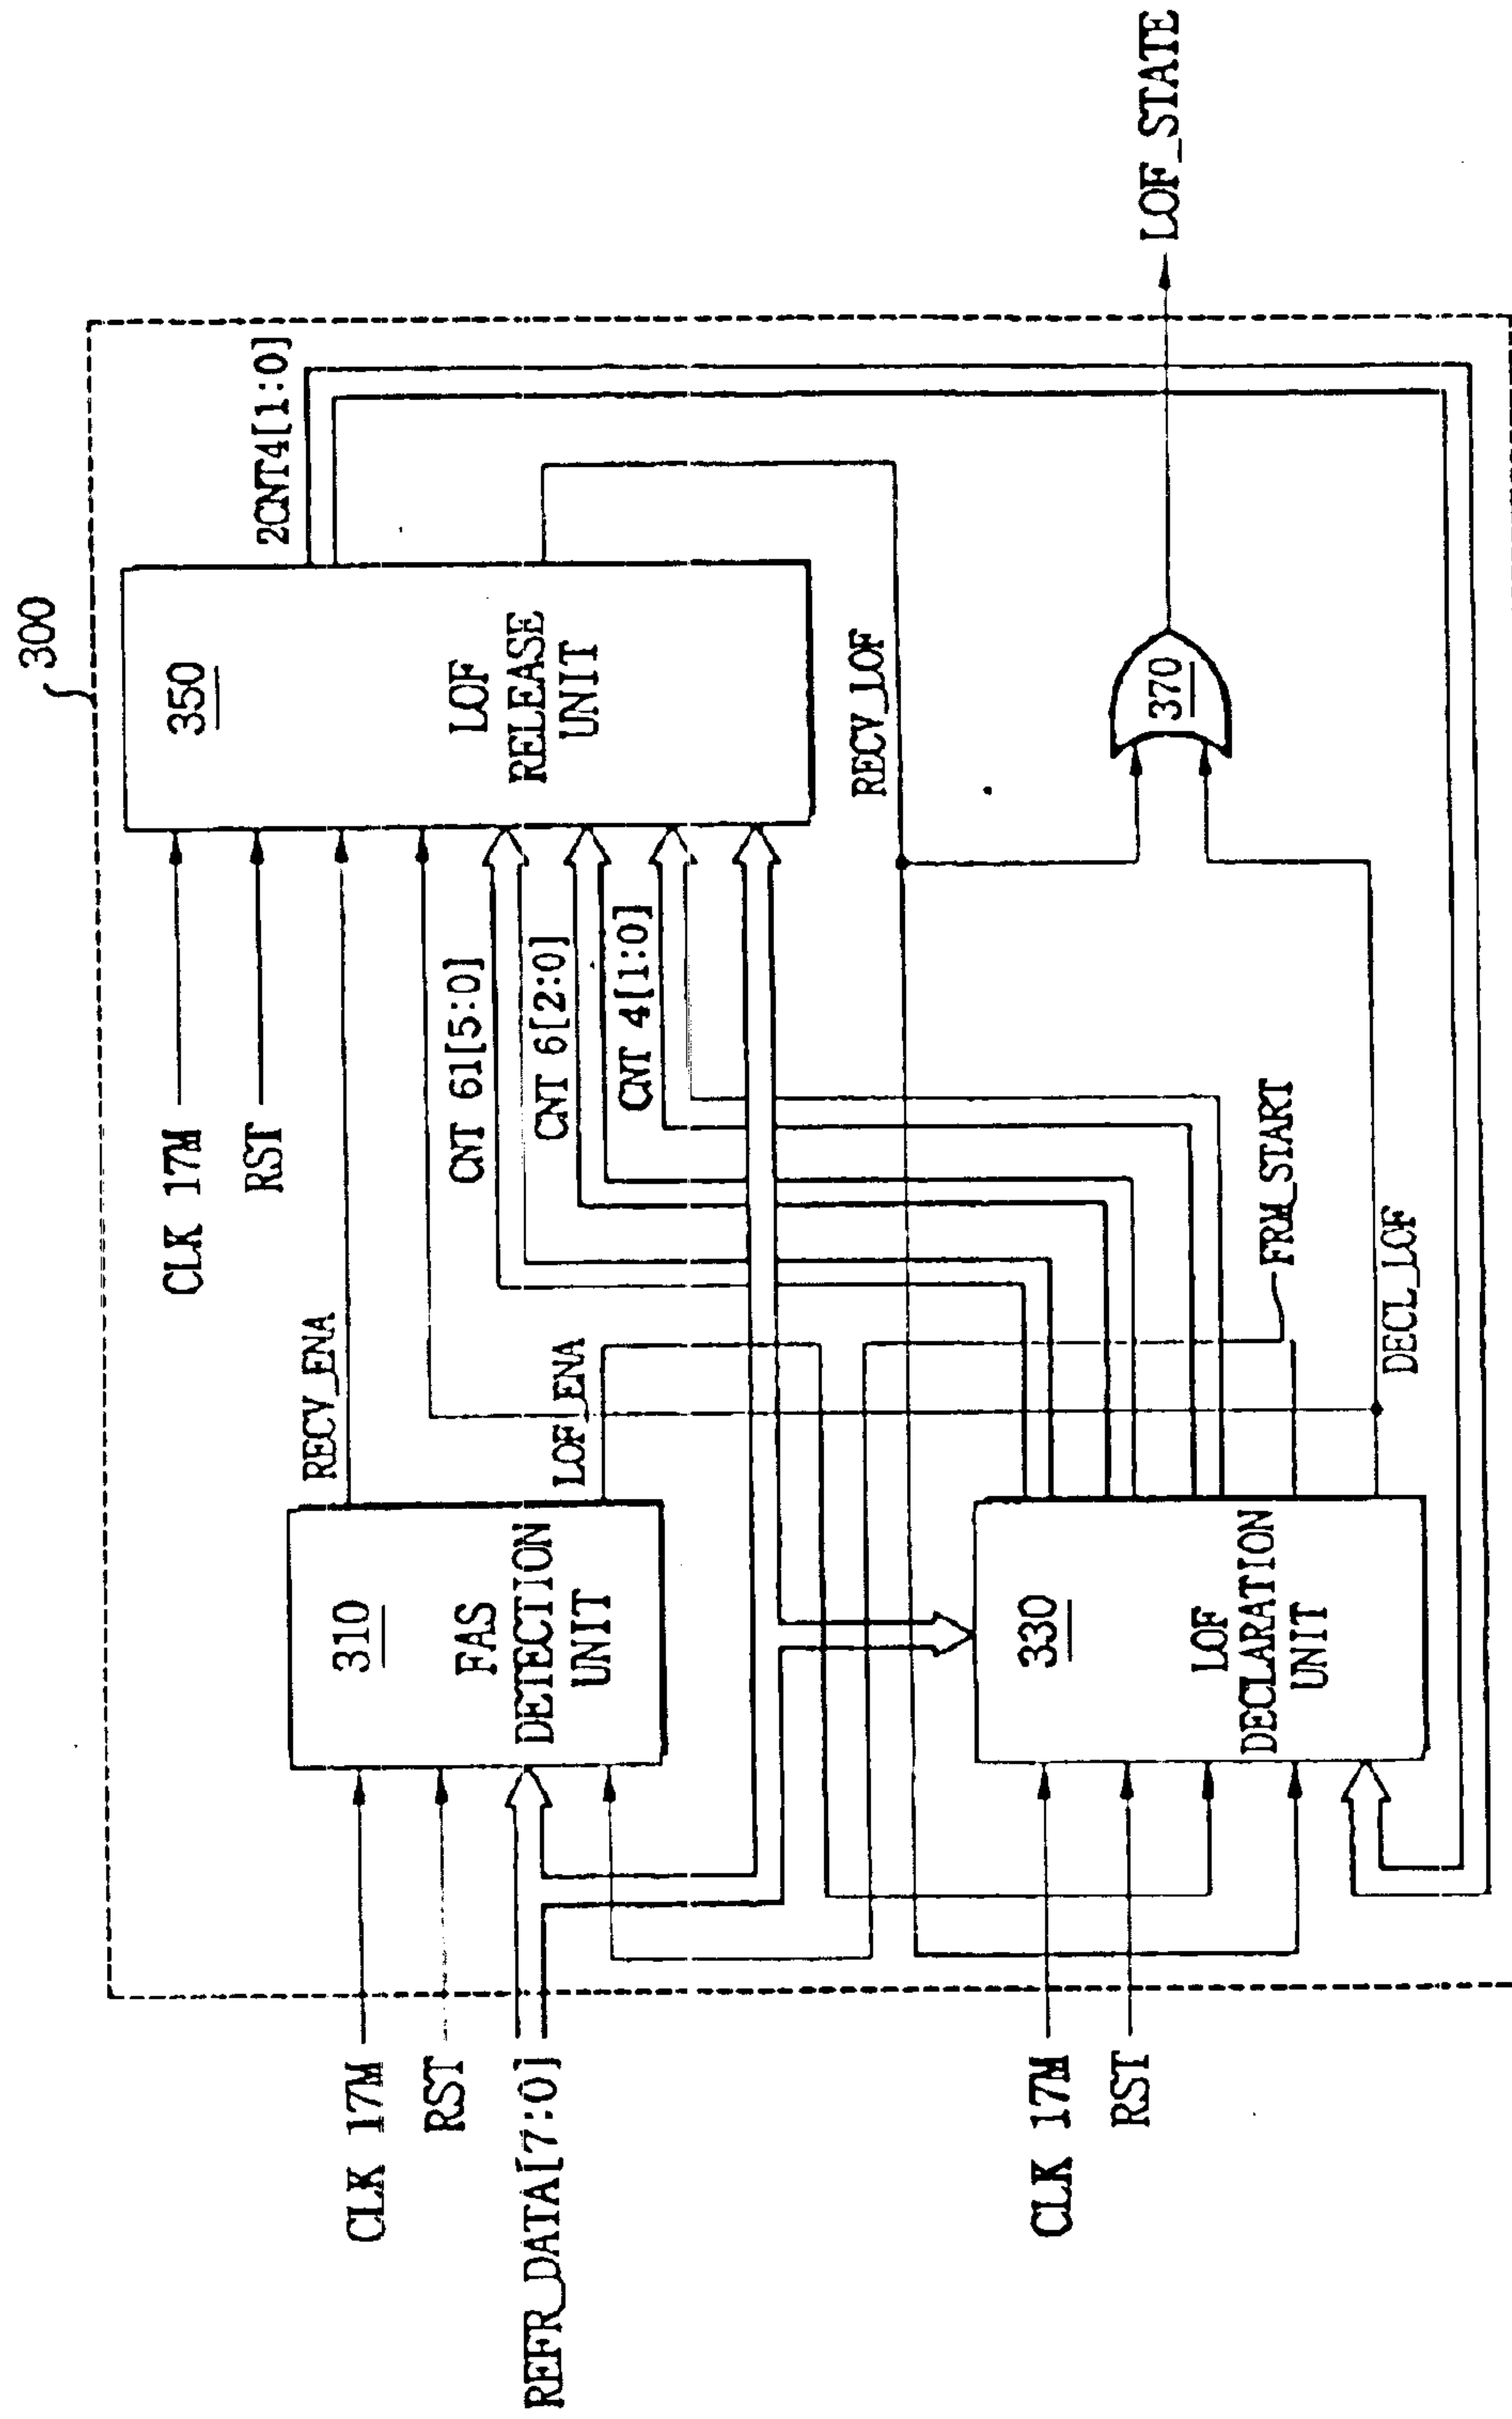 300
CLK 17M
RST
REFR_DATA[7:0]
310
FAS
DETECTION
UNIT
RECV_ENA
LOF_ENA
CLK 17M
RST
350
LOF
RELEASE
UNIT
2CNT4[1:0]
CNT 61[5:0]
CNT 6[2:0]
CNT 4[1:0]
RECV_LOF
CLK 17M
RST
330
LOF
DECLARATION
UNIT
FRM_START
DECL_LOF
370
LOF_STATE